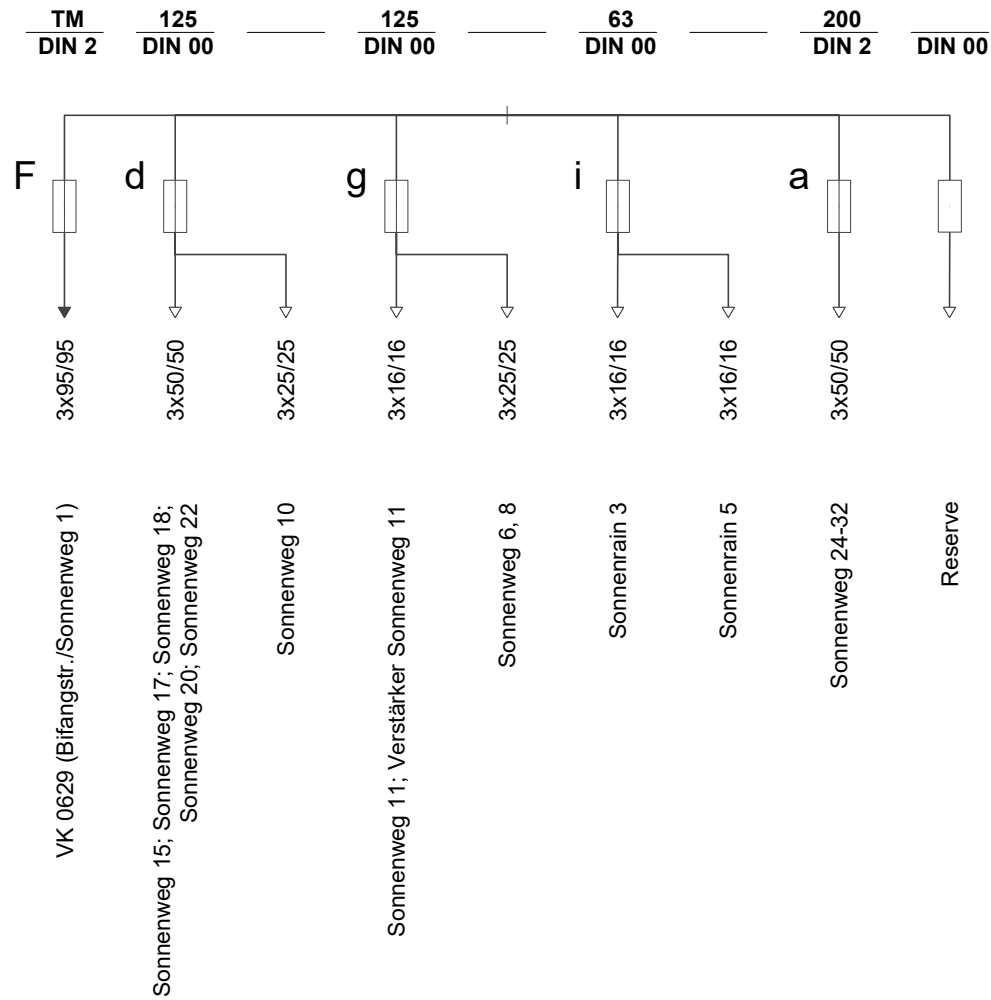 TM
DIN 2
125
DIN 00
125
DIN 00
63
DIN 00
200
DIN 2
DIN 00
F
d
g
i
a
3x95/95
3x50/50
3x25/25
3x16/16
3x25/25
3x16/16
3x16/16
3x50/50
VK 0629 (Bifangstr./Sonnenweg 1)
Sonnenweg 15; Sonnenweg 17; Sonnenweg 18;
Sonnenweg 20; Sonnenweg 22
Sonnenweg 10
Sonnenweg 11; Verstärker Sonnenweg 11
Sonnenweg 6, 8
Sonnenrain 3
Sonnenrain 5
Sonnenweg 24-32
Reserve